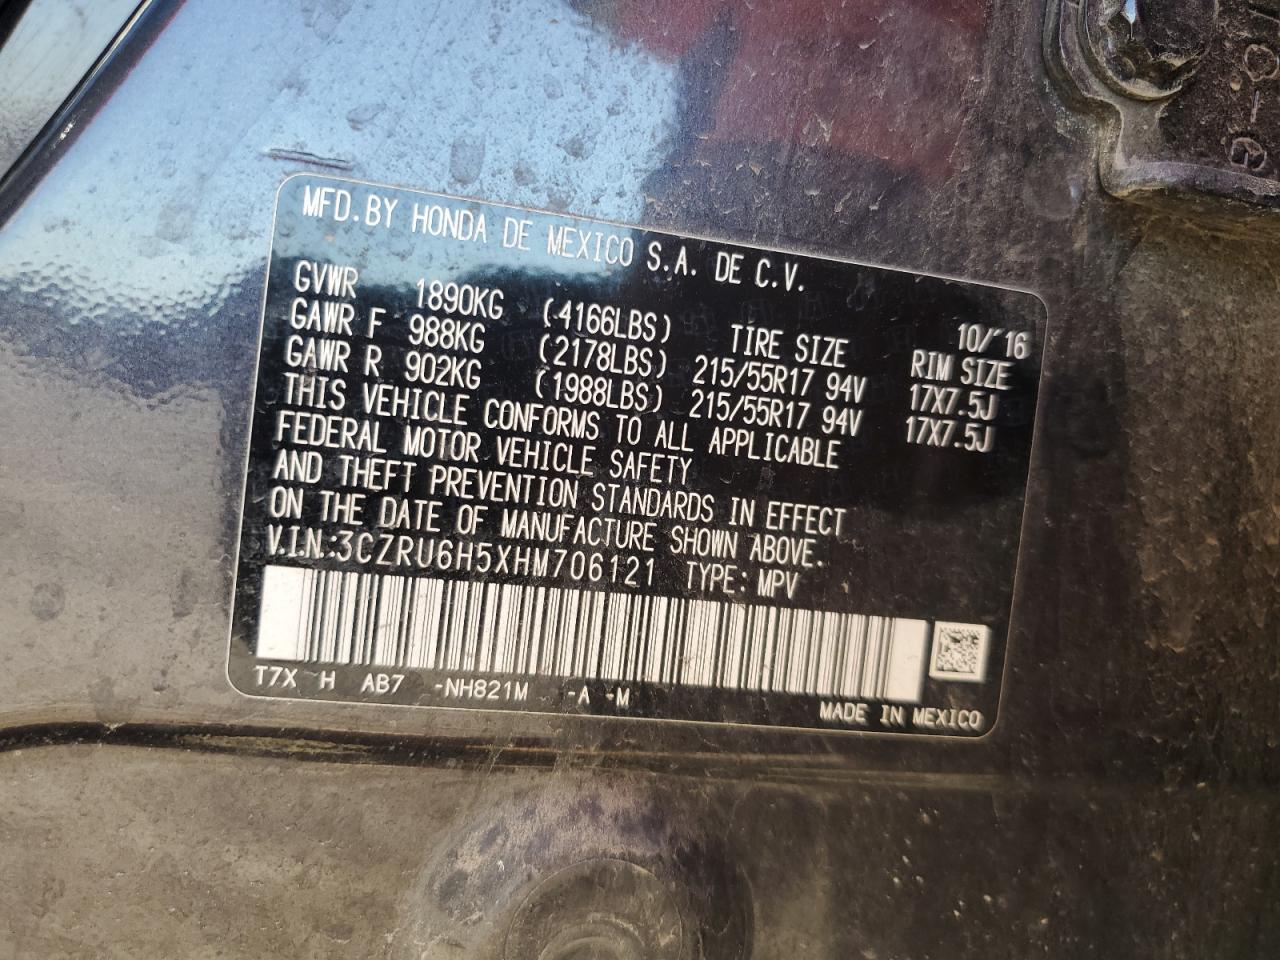 MFD. BY HONDA DE MEXICO S.A. DE C.V.
10/'16
GVWR 1890KG (4166LBS) TIRE SIZE RIM SIZE
GAWR F 988KG (2178LBS) 215/55R17 94V 17X7.5J
GAWR R 902KG (1988LBS) 215/55R17 94V 17X7.5J
THIS VEHICLE CONFORMS TO ALL APPLICABLE
FEDERAL MOTOR VEHICLE SAFETY
AND THEFT PREVENTION STANDARDS IN EFFECT
ON THE DATE OF MANUFACTURE SHOWN ABOVE.
V.I.N.:3CZRU6H5XHM706121 TYPE: MPV
T7X H AB7 -NH821M -A -M
MADE IN MEXICO